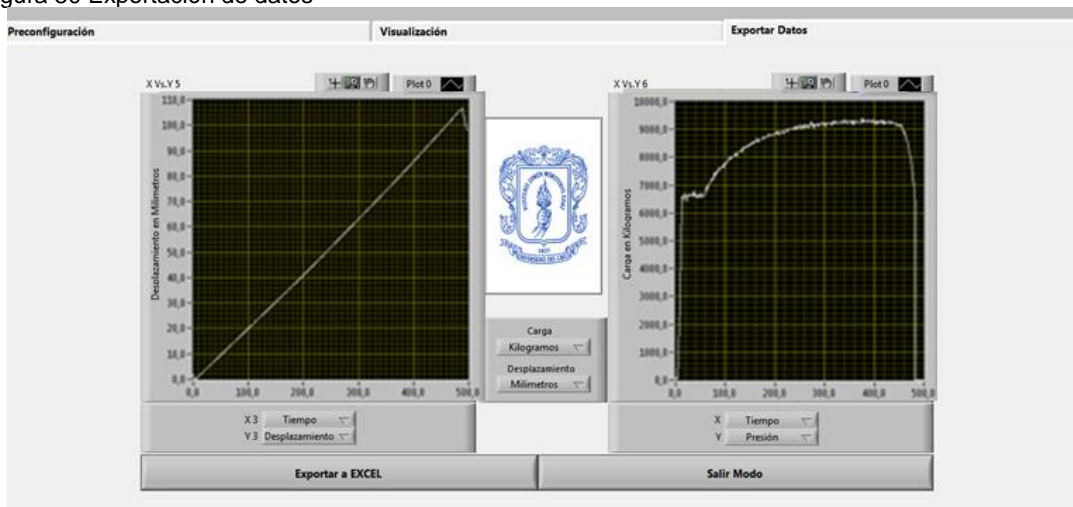 Preconfiguración
Visualización
Exportar Datos
X Vs.Y 5
Plot 0
110,0
100,0
90,0
80,0
70,0
60,0
50,0
40,0
30,0
20,0
10,0
0,0
Desplazamiento en Milimetros
0,0 100,0 200,0 300,0 400,0 500,0
X 3 Tiempo
Y 3 Desplazamiento
Carga
Kilogramos
Desplazamiento
Milimetros
X Vs.Y 6
Plot 0
10000,0
9000,0
8000,0
7000,0
6000,0
5000,0
4000,0
3000,0
2000,0
1000,0
0,0
Carga en Kilogramos
0,0 100,0 200,0 300,0 400,0 500,0
X Tiempo
Y Presión
Exportar a EXCEL
Salir Modo